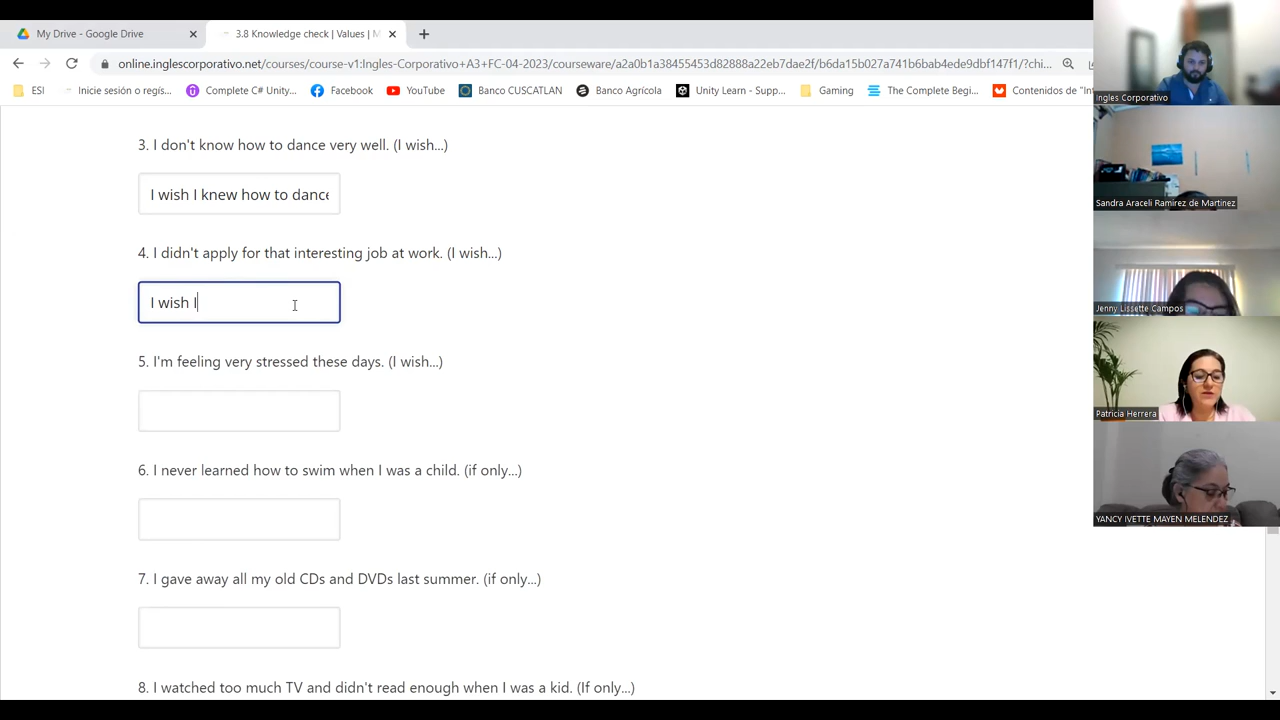 My Drive - Google Drive
3.8 Knowledge check | Values | M
online.inglescorporativo.net/courses/course-v1:Ingles-Corporativo+A3+FC-04-2023/courseware/a2a0b1a38455453d82888a22eb7dae2f/b6da15b027a741b6bab4ede9dbf147f1/?chi...
ESI
Inicie sesión o regís...
Complete C# Unity...
Facebook
YouTube
Banco CUSCATLAN
Banco Agrícola
Unity Learn - Supp...
Gaming
The Complete Begi...
Contenidos de "Int
3. I don't know how to dance very well. (I wish...)
I wish I knew how to dance
4. I didn't apply for that interesting job at work. (I wish...)
I wish I
5. I'm feeling very stressed these days. (I wish...)
6. I never learned how to swim when I was a child. (if only...)
7. I gave away all my old CDs and DVDs last summer. (if only...)
8. I watched too much TV and didn't read enough when I was a kid. (If only...)
Ingles Corporativo
Sandra Araceli Ramirez de Martinez
Jenny Lissette Campos
Patricia Herrera
YANCY IVETTE MAYEN MELENDEZ